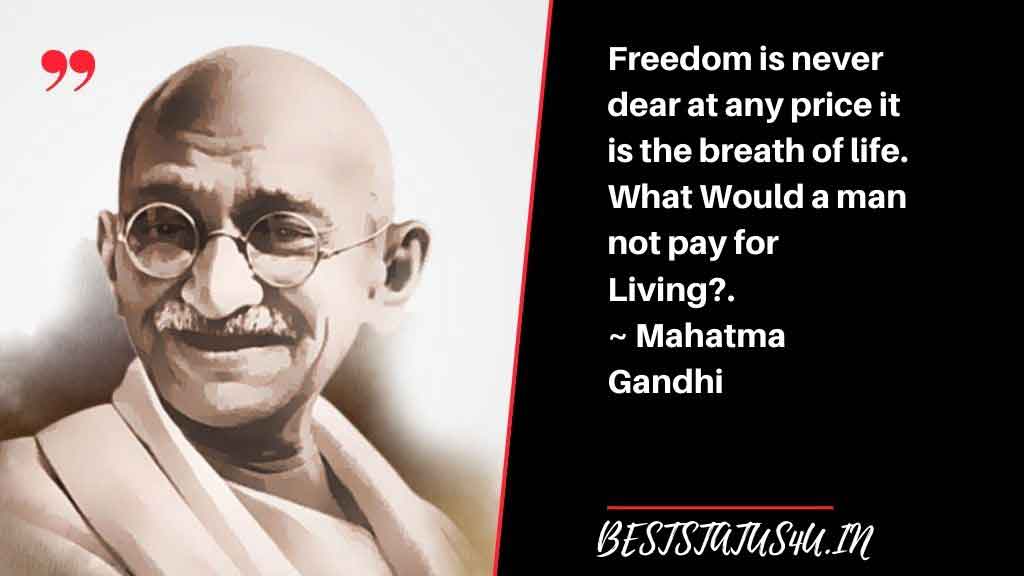 Freedom is never
dear at any price it
is the breath of life.
What Would a man
not pay for
Living?.
~ Mahatma
Gandhi
BESTSTATUS4U.IN